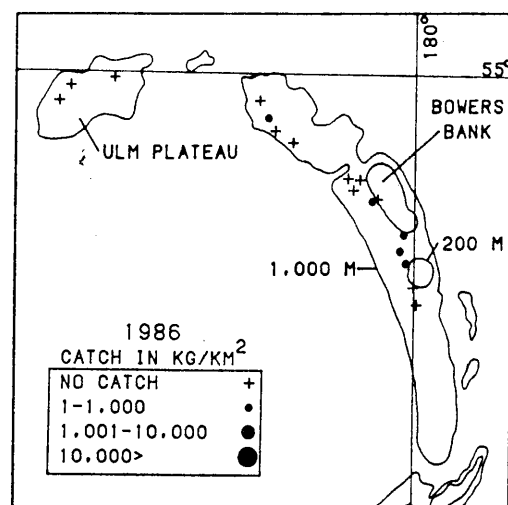 180°
55°
BOWERS
BANK
ULM PLATEAU
200 M
1.000 M
1986
CATCH IN KG/KM²
NO CATCH +
1-1.000
1.001-10.000
10.000>